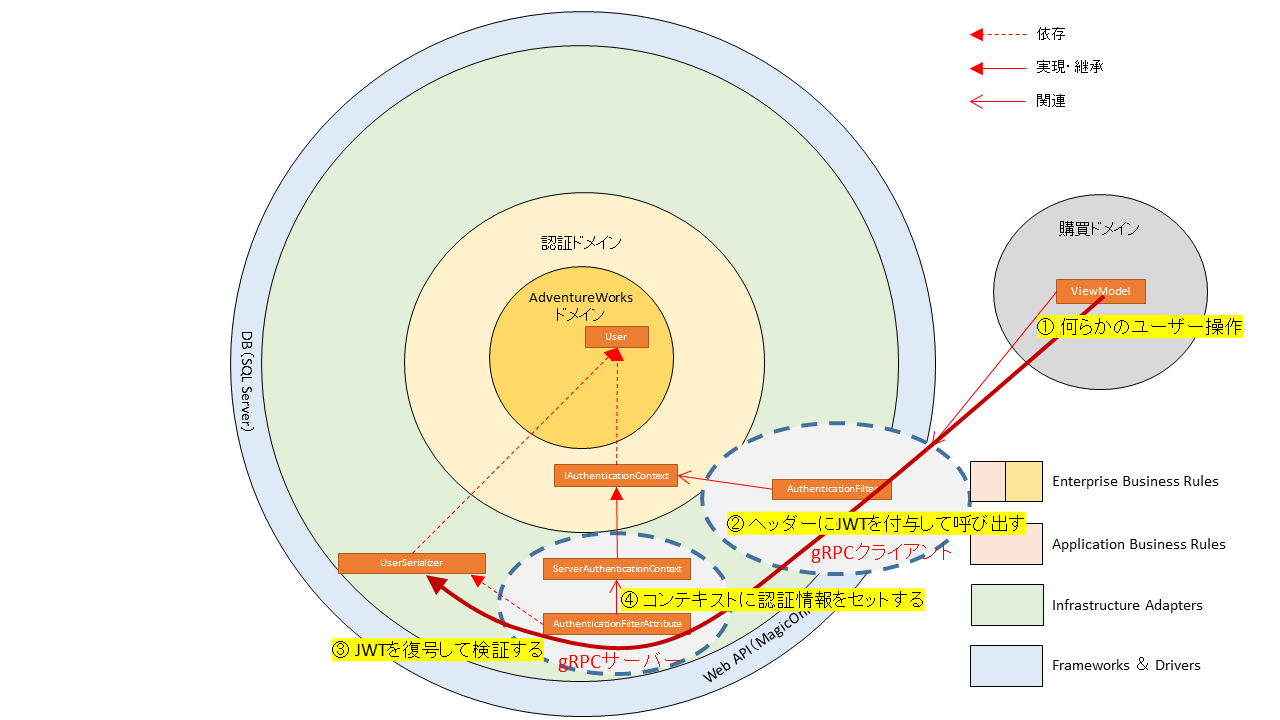 依存
実現・継承
関連
購買ドメイン
ViewModel
① 何らかのユーザー操作
認証ドメイン
AdventureWorks
ドメイン
User
DB（SQL Server）
IAuthenticationContext
AuthenticationFilter
② ヘッダーにJWTを付与して呼び出す
gRPCクライアント
UserSerializer
ServerAuthenticationContext
④ コンテキストに認証情報をセットする
AuthenticationFilterAttribute
③ JWTを復号して検証する
gRPCサーバー
Web API（MagicOni
Enterprise Business Rules
Application Business Rules
Infrastructure Adapters
Frameworks ＆ Drivers